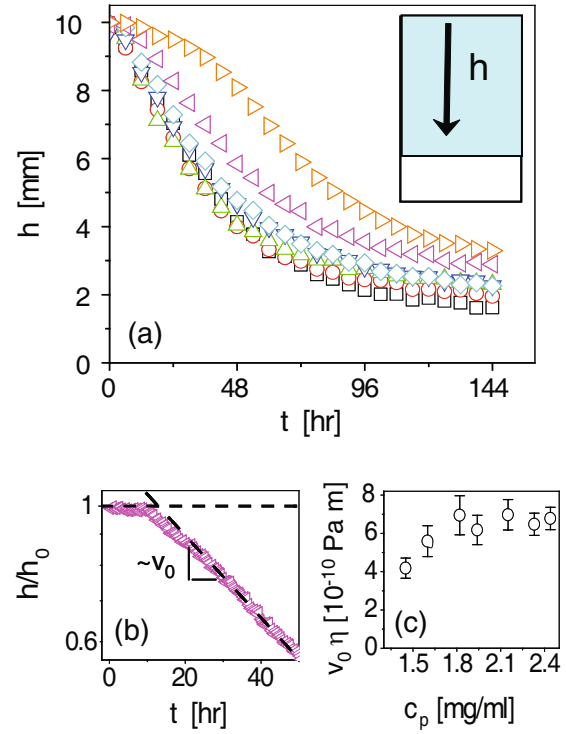 10
8
6
4
2
0
h [mm]
h
(a)
0 48 96 144
t [hr]
1
0.6
h/h₀
~v₀
(b)
0 20 40
t [hr]
8
6
4
2
0
v₀ η [10⁻¹⁰ Pa m]
(c)
1.5 1.8 2.1 2.4
cₚ [mg/ml]